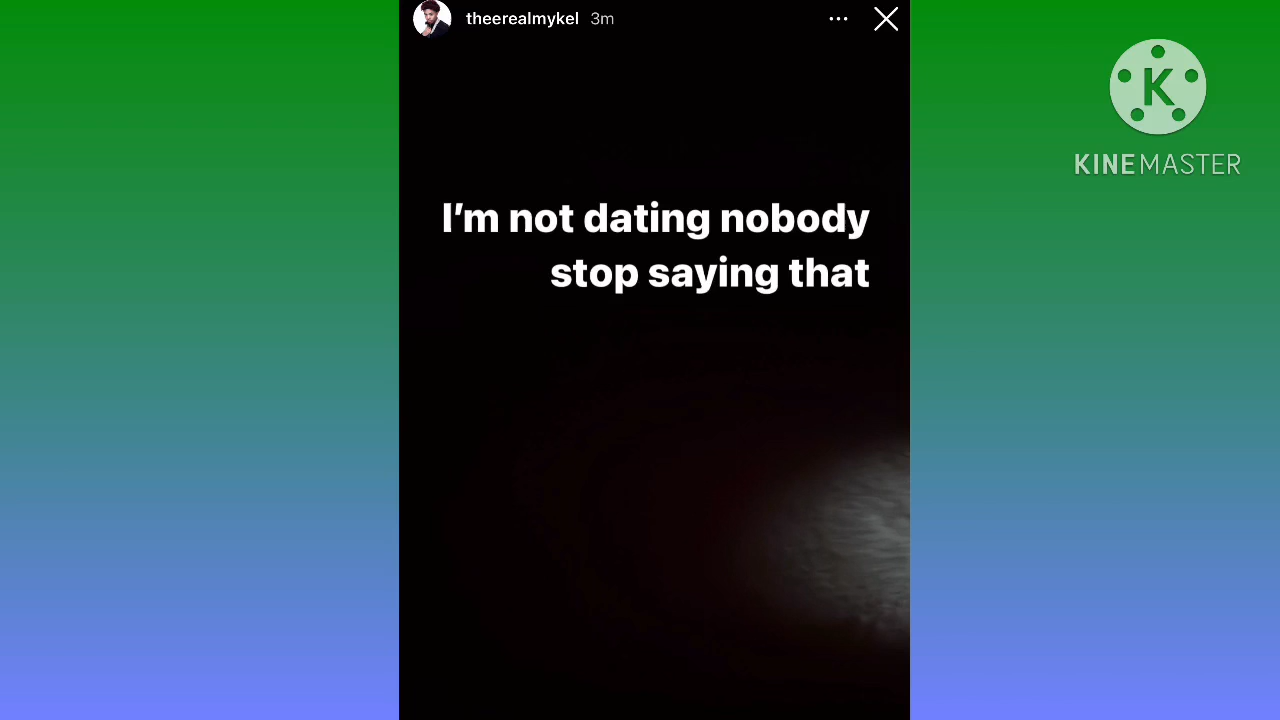 theerealmykel 3m
K
KINEMASTER
I'm not dating nobody
stop saying that